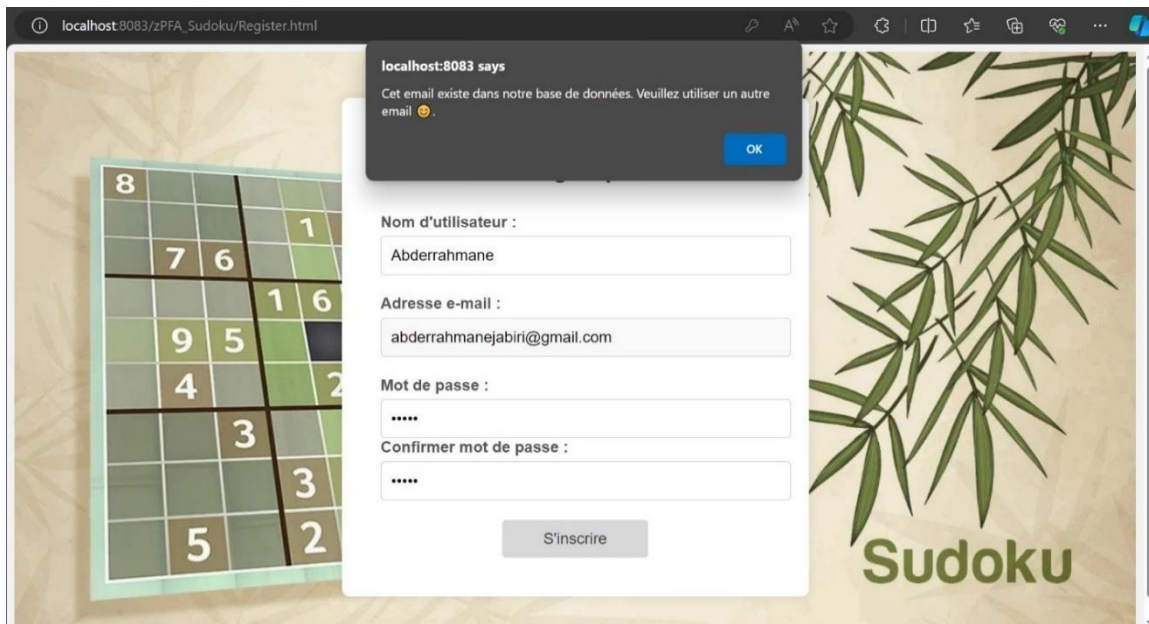 localhost:8083/zPFA_Sudoku/Register.html
localhost:8083 says
Cet email existe dans notre base de données. Veuillez utiliser un autre
email 😊.
OK
Nom d'utilisateur :
Abderrahmane
Adresse e-mail :
abderrahmanejabiri@gmail.com
Mot de passe :
•••••
Confirmer mot de passe :
•••••
S'inscrire
8
1
7 6
1 6
9 5
4 2
3
3
5 2
Sudoku